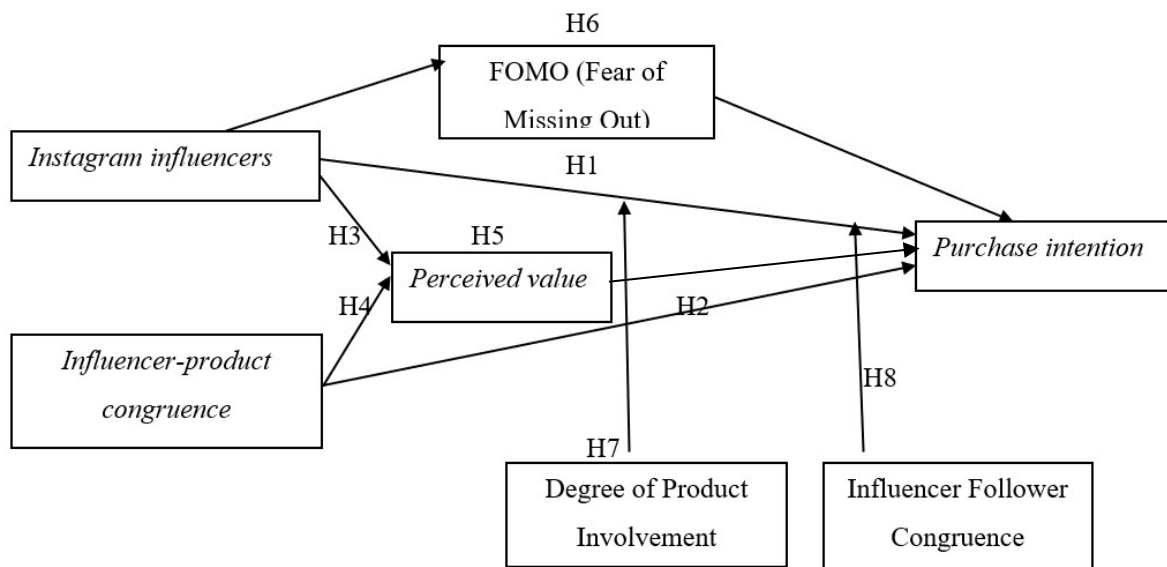 H6
FOMO (Fear of
Missing Out)
Instagram influencers
H1
H3
H5
Purchase intention
Perceived value
H4
H2
Influencer-product
congruence
H8
H7
Degree of Product
Involvement
Influencer Follower
Congruence